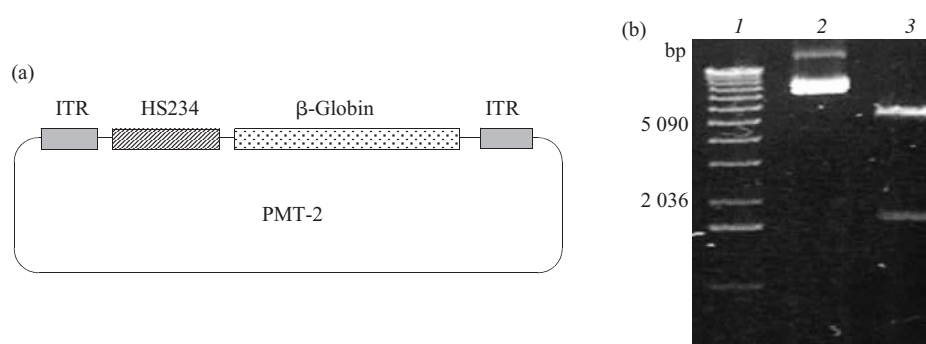 (a)
ITR HS234 β-Globin ITR
PMT-2
(b) 1 2 3
bp
5 090
2 036